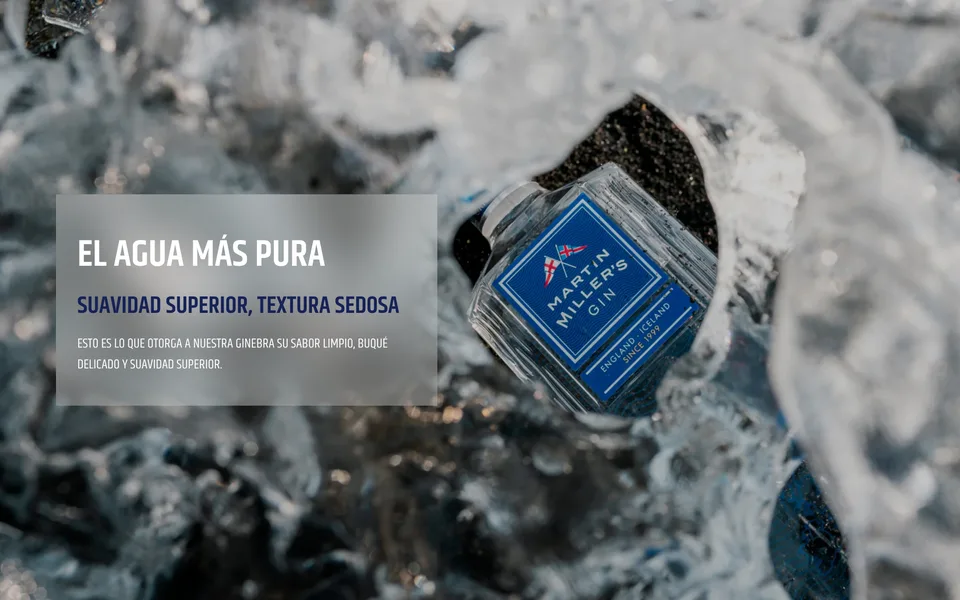 EL AGUA MÁS PURA
SUAVIDAD SUPERIOR, TEXTURA SEDOSA
ESTO ES LO QUE OTORGA A NUESTRA GINEBRA SU SABOR LIMPIO, BUQUÉ
DELICADO Y SUAVIDAD SUPERIOR.
MARTIN
MILLER'S
GIN
ENGLAND ICELAND
SINCE 1999